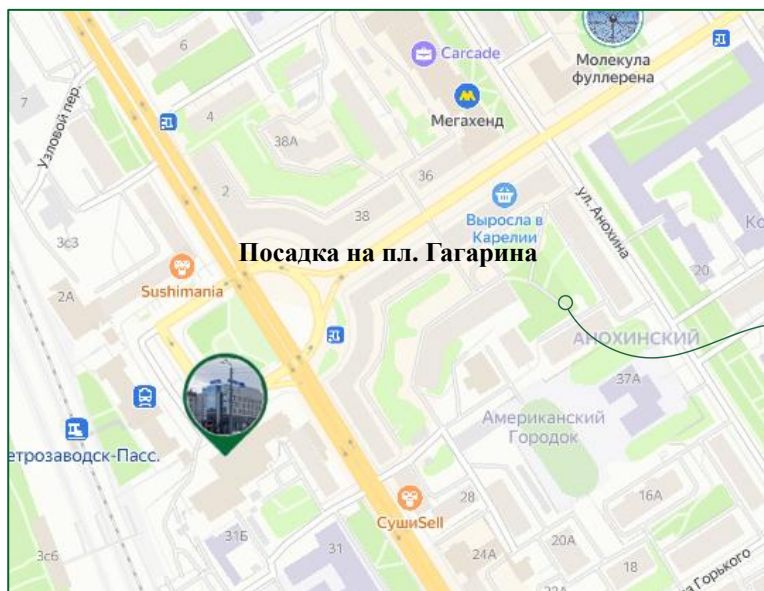 6
Carcade
Молекула
фуллерена
7
Узловой пер.
4
Мегахенд
38А
36
2
38
ул. Анохина
Выросла в
Карелии
3с3
Ко
20
Посадка на пл. Гагарина
Sushimania
2А
АНОХИНСКИЙ
37А
Американский
Городок
етрозаводск-Пасс.
СушиSell
28
16А
31Б
31
3с6
24А
20А
18
а Горького
22А